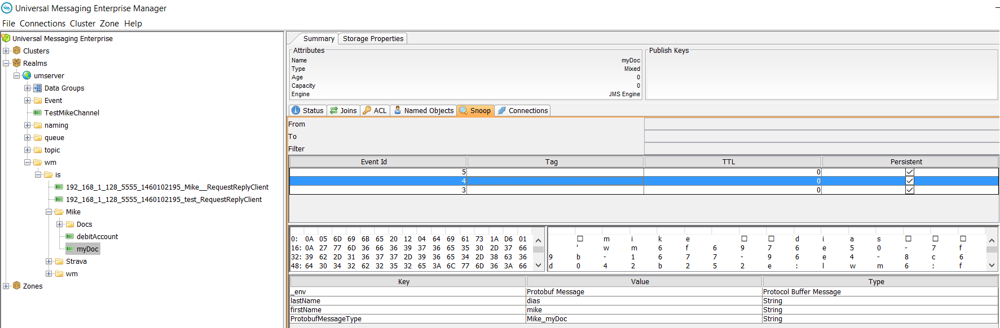 Universal Messaging Enterprise Manager
File Connections Cluster Zone Help
Universal Messaging Enterprise
Clusters
Realms
umserver
Data Groups
Event
TestMikeChannel
naming
queue
topic
wm
is
192_168_1_128_5555_1460102195_Mike__RequestReplyClient
192_168_1_128_5555_1460102195_test_RequestReplyClient
Mike
Docs
debitAccount
myDoc
Strava
wm
Zones
Summary Storage Properties
Attributes
Name myDoc
Type Mixed
Age 0
Capacity 0
Engine JMS Engine
Publish Keys
Status Joins ACL Named Objects Snoop Connections
From
To
Filter
Event Id Tag TTL Persistent
5 0
4 0
3 0
0: 0A 05 6D 69 6B 65 20 12 04 64 69 61 73 1A D6 01
16: 0A 27 77 6D 36 66 36 39 37 36 65 35 30 2D 37 66
32: 39 62 2D 31 36 37 37 2D 39 36 65 34 2D 38 63 36
48: 64 30 34 32 62 32 35 32 65 3A 6C 77 6D 36 3A 66
m i k e d i a s
' w m 6 f 6 9 7 6 e 5 0 - 7 f
9 b - 1 6 7 7 - 9 6 e 4 - 8 c 6
d 0 4 2 b 2 5 2 e : l w m 6 : f
Key Value Type
_env Protobuf Message Protocol Buffer Message
lastName dias String
firstName mike String
ProtobufMessageType Mike_myDoc String